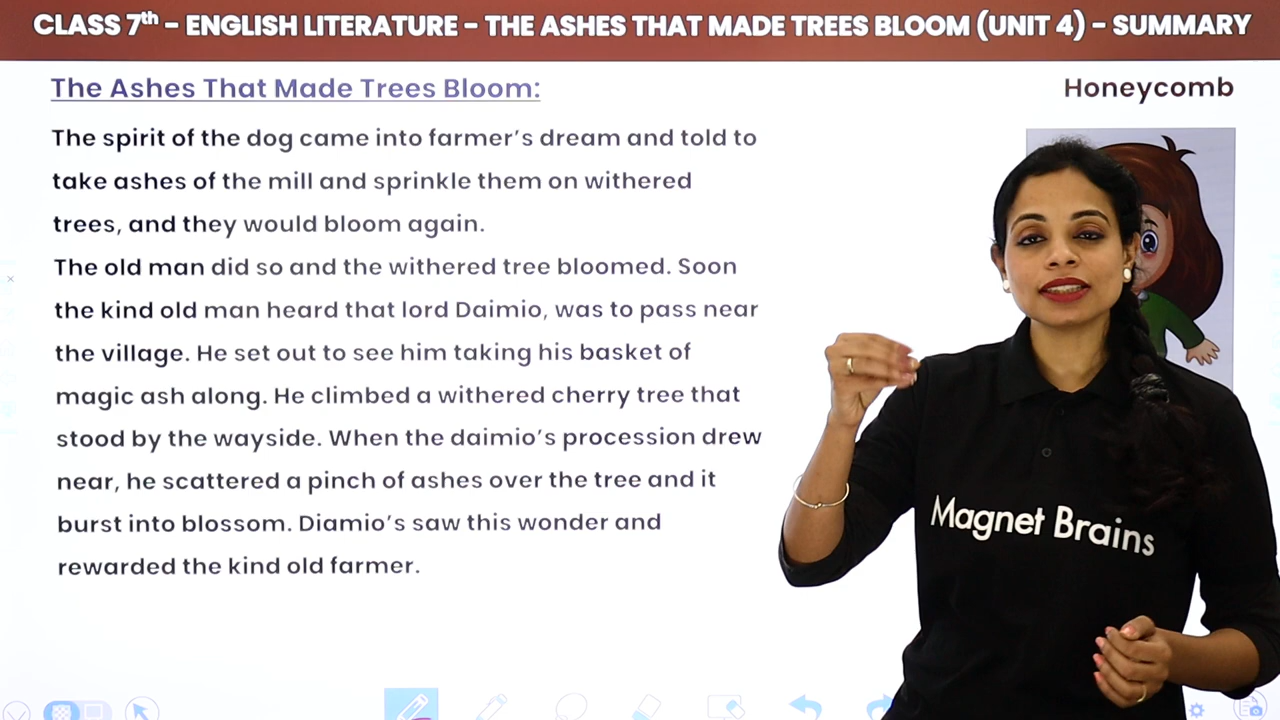 CLASS 7th - ENGLISH LITERATURE - THE ASHES THAT MADE TREES BLOOM (UNIT 4) - SUMMARY
The Ashes That Made Trees Bloom:
Honeycomb
The spirit of the dog came into farmer's dream and told to
take ashes of the mill and sprinkle them on withered
trees, and they would bloom again.
The old man did so and the withered tree bloomed. Soon
the kind old man heard that lord Daimio, was to pass near
the village. He set out to see him taking his basket of
magic ash along. He climbed a withered cherry tree that
stood by the wayside. When the daimio's procession drew
near, he scattered a pinch of ashes over the tree and it
burst into blossom. Diamio's saw this wonder and
rewarded the kind old farmer.
Magnet Brains